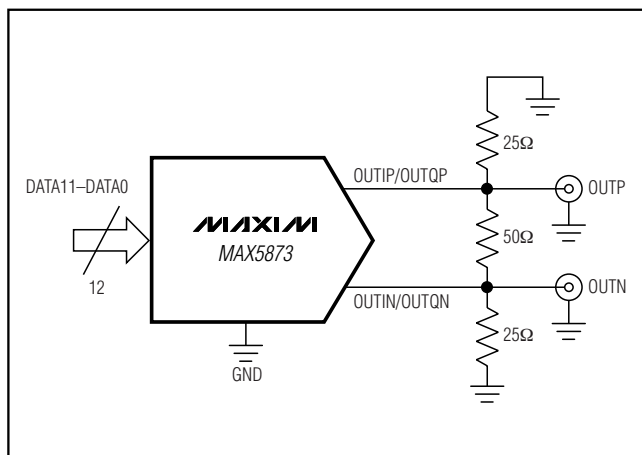 25Ω
OUTIP/OUTQP
OUTP
DATA11–DATA0
MAXIM
MAX5873
50Ω
12
OUTIN/OUTQN
OUTN
25Ω
GND